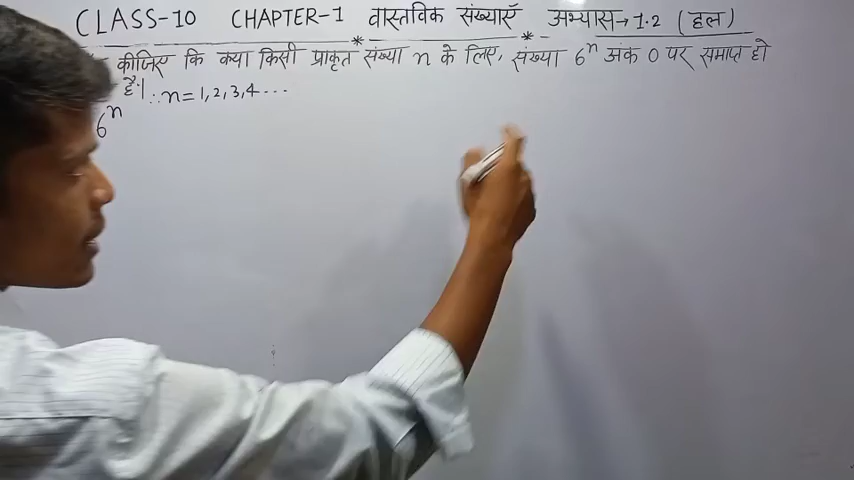 CLASS-10 CHAPTER-1 वास्तविक संख्याएँ अभ्यास→1.2 (हल)
कीजिए कि क्या किसी प्राकृत संख्या n के लिए, संख्या 6ⁿ अंक 0 पर समाप्त हो
है। ∴ n = 1, 2, 3, 4 ...
6ⁿ